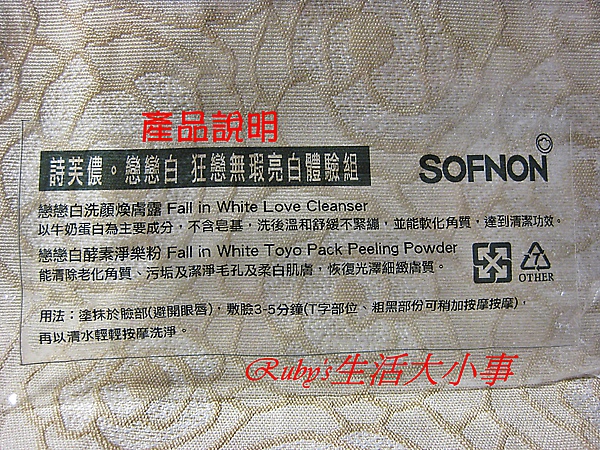 產品說明
詩芙儂。戀戀白 狂戀無瑕亮白體驗組
SOFNON
戀戀白洗顏煥膚露 Fall in White Love Cleanser
以牛奶蛋白為主要成分，不含皂基，洗後溫和舒緩不緊繃，並能軟化角質，達到清潔功效。
戀戀白酵素淨樂粉 Fall in White Toyo Pack Peeling Powder
能清除老化角質、污垢及潔淨毛孔及柔白肌膚，恢復光澤細緻膚質。
7
OTHER
用法：塗抹於臉部(避開眼唇)，敷臉3-5分鐘(T字部位、粗黑部份可稍加按摩按摩)，
再以清水輕輕按摩洗淨。
Ruby's生活大小事